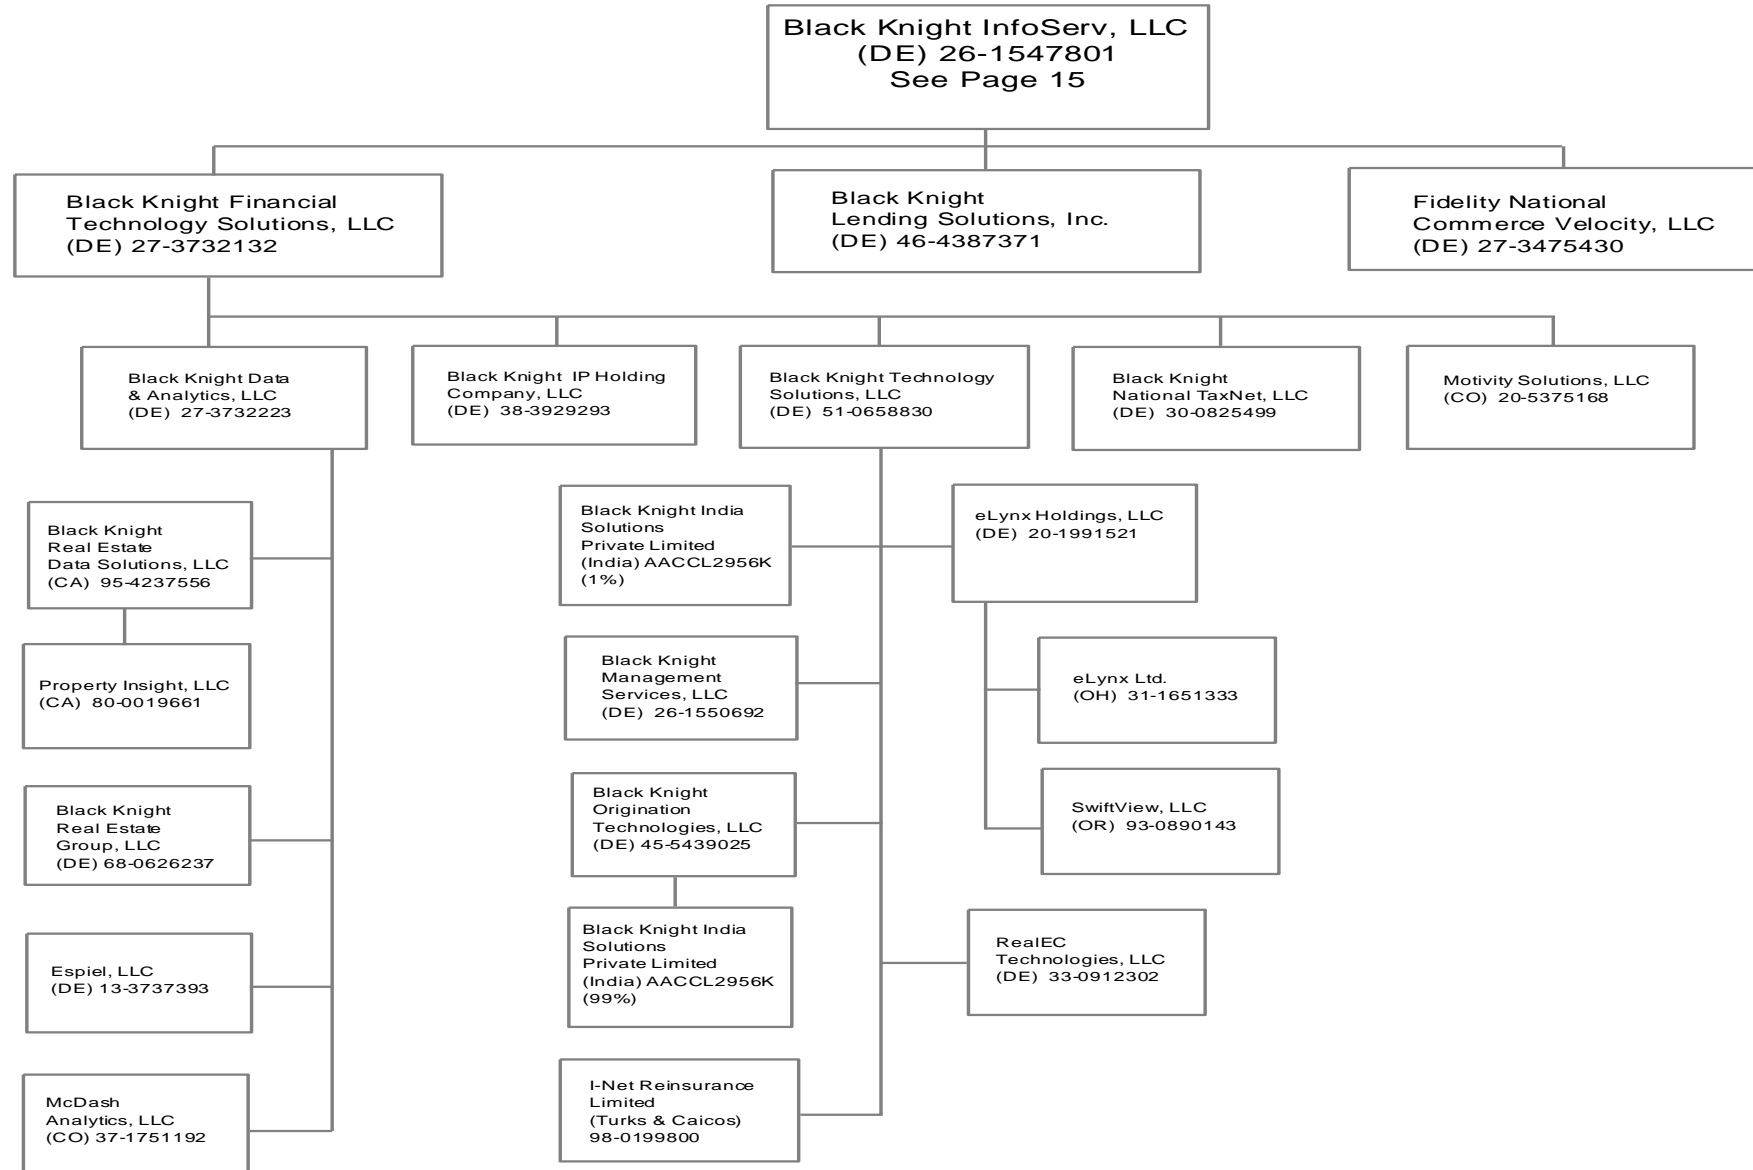 Black Knight InfoServ, LLC
(DE) 26-1547801
See Page 15
Black Knight Financial
Technology Solutions, LLC
(DE) 27-3732132
Black Knight
Lending Solutions, Inc.
(DE) 46-4387371
Fidelity National
Commerce Velocity, LLC
(DE) 27-3475430
Black Knight Data
& Analytics, LLC
(DE) 27-3732223
Black Knight IP Holding
Company, LLC
(DE) 38-3929293
Black Knight Technology
Solutions, LLC
(DE) 51-0658830
Black Knight
National TaxNet, LLC
(DE) 30-0825499
Motivity Solutions, LLC
(CO) 20-5375168
Black Knight
Real Estate
Data Solutions, LLC
(CA) 95-4237556
Property Insight, LLC
(CA) 80-0019661
Black Knight
Real Estate
Group, LLC
(DE) 68-0626237
Espiel, LLC
(DE) 13-3737393
McDash
Analytics, LLC
(CO) 37-1751192
Black Knight India
Solutions
Private Limited
(India) AACCL2956K
(1%)
Black Knight
Management
Services, LLC
(DE) 26-1550692
Black Knight
Origination
Technologies, LLC
(DE) 45-5439025
Black Knight India
Solutions
Private Limited
(India) AACCL2956K
(99%)
I-Net Reinsurance
Limited
(Turks & Caicos)
98-0199800
eLynx Holdings, LLC
(DE) 20-1991521
eLynx Ltd.
(OH) 31-1651333
SwiftView, LLC
(OR) 93-0890143
RealEC
Technologies, LLC
(DE) 33-0912302